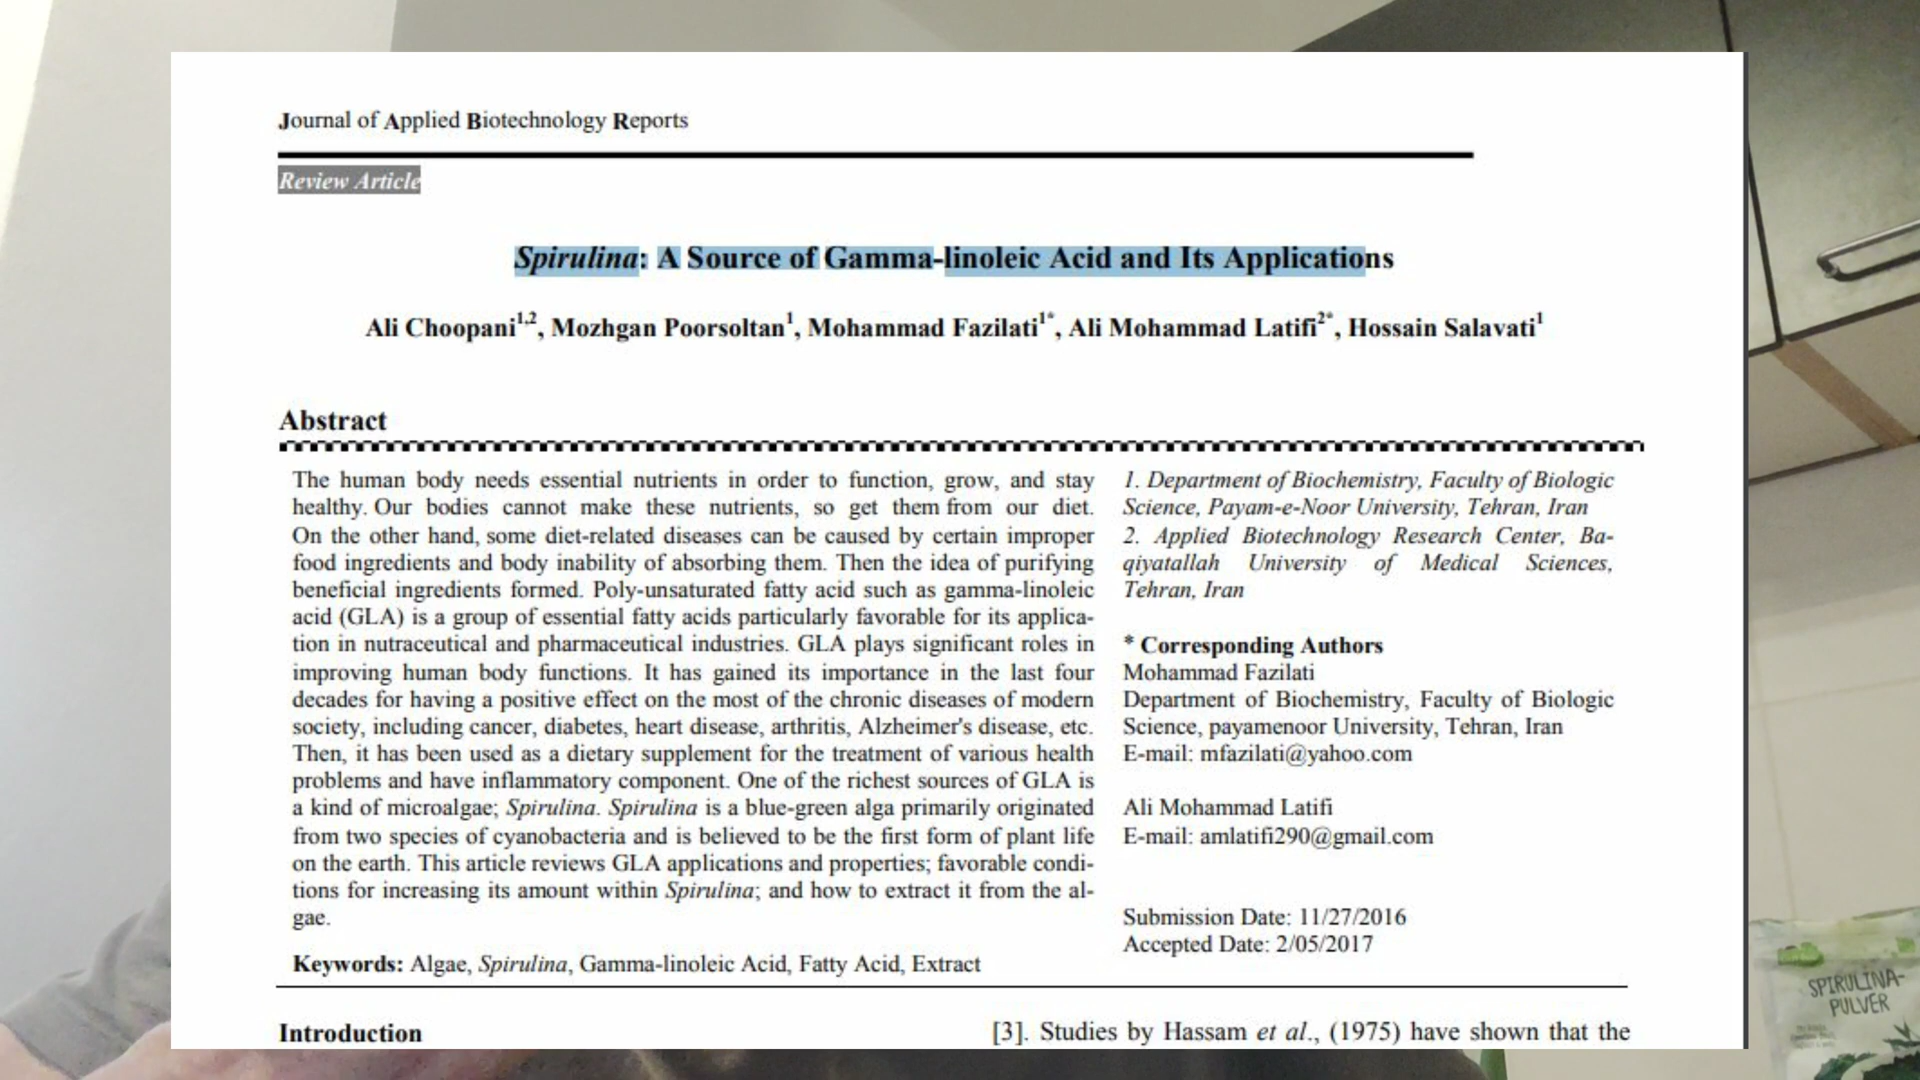 Journal of Applied Biotechnology Reports
Review Article
Spirulina: A Source of Gamma-linoleic Acid and Its Applications
Ali Choopani1,2, Mozhgan Poorsoltan1, Mohammad Fazilati1*, Ali Mohammad Latifi2*, Hossain Salavati1
Abstract
The human body needs essential nutrients in order to function, grow, and stay
healthy. Our bodies cannot make these nutrients, so get them from our diet.
On the other hand, some diet-related diseases can be caused by certain improper
food ingredients and body inability of absorbing them. Then the idea of purifying
beneficial ingredients formed. Poly-unsaturated fatty acid such as gamma-linoleic
acid (GLA) is a group of essential fatty acids particularly favorable for its applica-
tion in nutraceutical and pharmaceutical industries. GLA plays significant roles in
improving human body functions. It has gained its importance in the last four
decades for having a positive effect on the most of the chronic diseases of modern
society, including cancer, diabetes, heart disease, arthritis, Alzheimer's disease, etc.
Then, it has been used as a dietary supplement for the treatment of various health
problems and have inflammatory component. One of the richest sources of GLA is
a kind of microalgae; Spirulina. Spirulina is a blue-green alga primarily originated
from two species of cyanobacteria and is believed to be the first form of plant life
on the earth. This article reviews GLA applications and properties; favorable condi-
tions for increasing its amount within Spirulina; and how to extract it from the al-
gae.
Keywords: Algae, Spirulina, Gamma-linoleic Acid, Fatty Acid, Extract
1. Department of Biochemistry, Faculty of Biologic
Science, Payam-e-Noor University, Tehran, Iran
2. Applied Biotechnology Research Center, Ba-
qiyatallah University of Medical Sciences,
Tehran, Iran
* Corresponding Authors
Mohammad Fazilati
Department of Biochemistry, Faculty of Biologic
Science, payamenoor University, Tehran, Iran
E-mail: mfazilati@yahoo.com
Ali Mohammad Latifi
E-mail: amlatifi290@gmail.com
Submission Date: 11/27/2016
Accepted Date: 2/05/2017
Introduction
[3]. Studies by Hassam et al., (1975) have shown that the
SPIRULINA-
PULVER